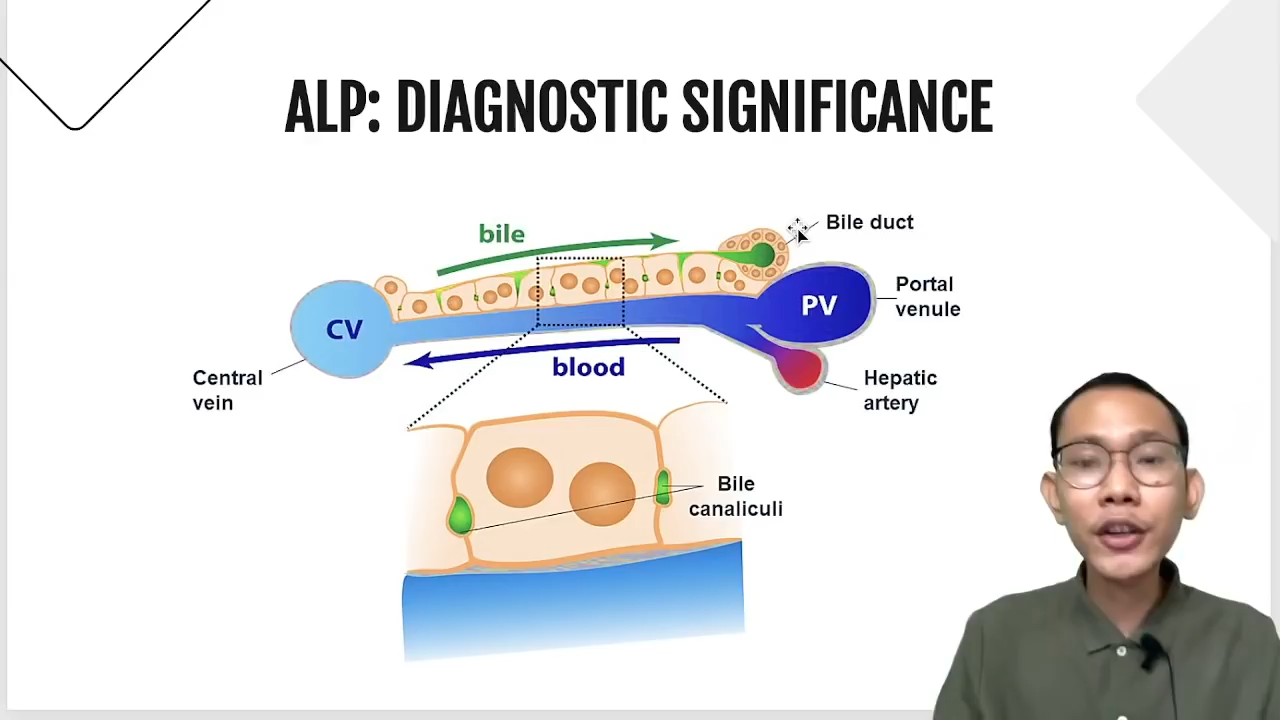 ALP: DIAGNOSTIC SIGNIFICANCE
bile
Bile duct
Portal
venule
PV
CV
blood
Central
vein
Hepatic
artery
Bile
canaliculi